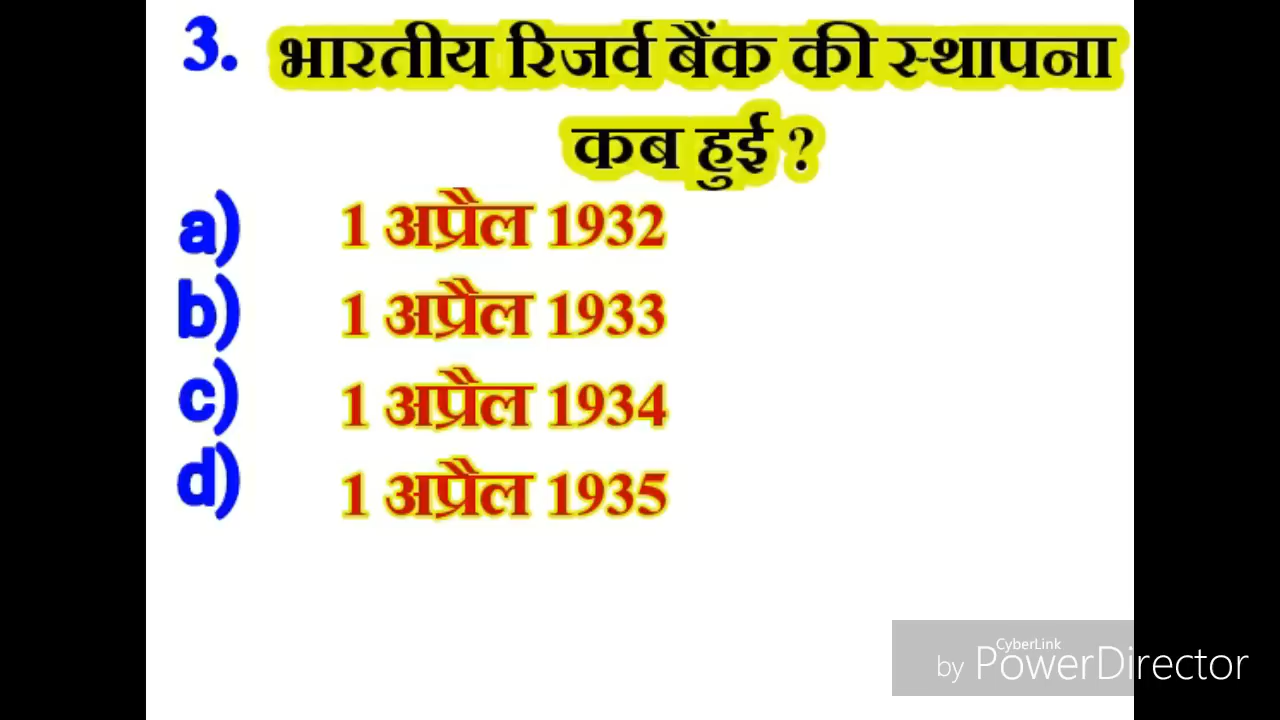 3. भारतीय रिजर्व बैंक की स्थापना
कब हुई ?
a) 1 अप्रैल 1932
b) 1 अप्रैल 1933
c) 1 अप्रैल 1934
d) 1 अप्रैल 1935
CyberLink
by PowerDirector